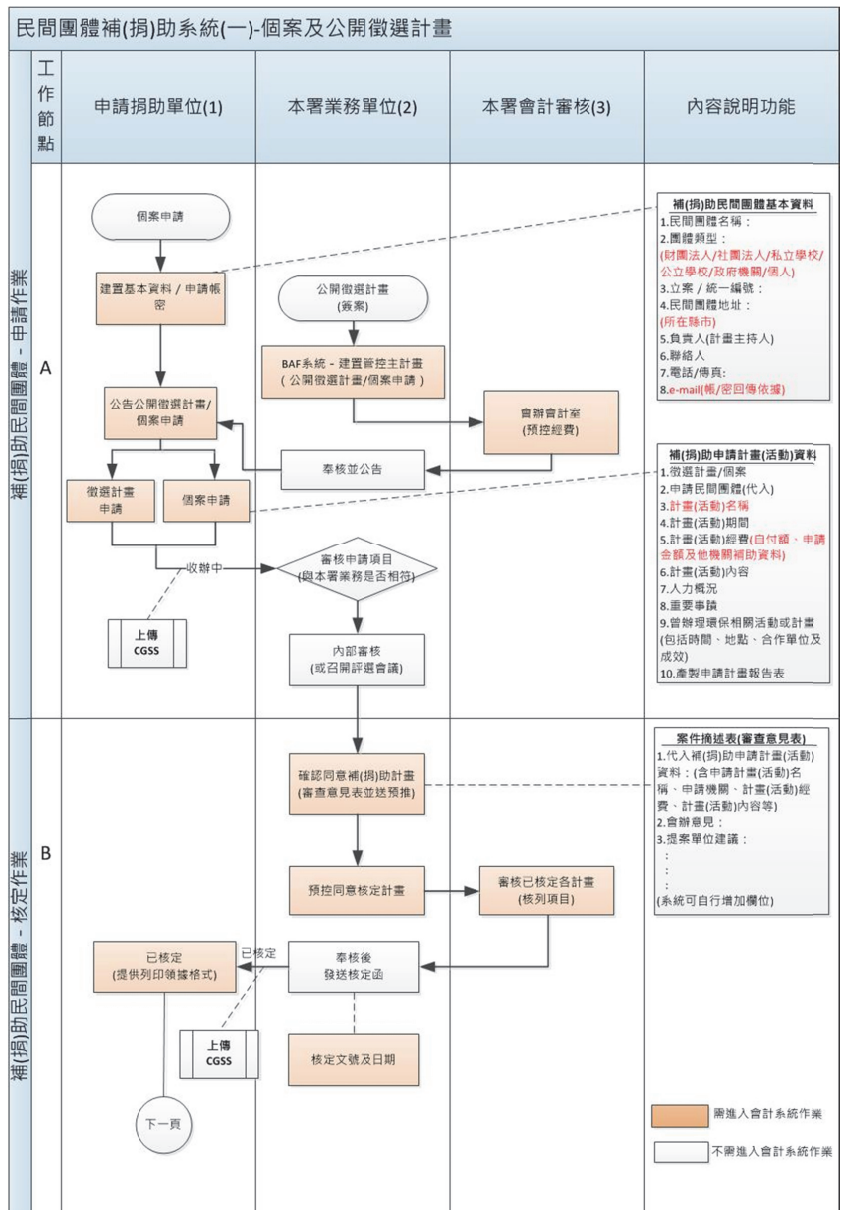 民間團體補(捐)助系統(一)-個案及公開徵選計畫
工作節點
申請捐助單位(1)
本署業務單位(2)
本署會計審核(3)
內容說明功能
補(捐)助民間團體 - 申請作業
A
個案申請
建置基本資料 / 申請帳
密
公告公開徵選計畫/
個案申請
徵選計畫
申請
個案申請
收辦中
上傳
CGSS
公開徵選計畫
(簽案)
BAF系統 - 建置管控主計畫
( 公開徵選計畫/個案申請 )
會辦會計室
(預控經費)
奉核並公告
審核申請項目
(與本署業務是否相符)
內部審核
(或召開評選會議)
補(捐)助民間團體基本資料
1.民間團體名稱：
2.團體類型：
(財團法人/社團法人/私立學校/
公立學校/政府機關/個人)
3.立案 / 統一編號：
4.民間團體地址：
(所在縣市)
5.負責人(計畫主持人)
6.聯絡人
7.電話/傳真:
8.e-mail(帳/密回傳依據)
補(捐)助申請計畫(活動)資料
1.徵選計畫/個案
2.申請民間團體(代入)
3.計畫(活動)名稱
4.計畫(活動)期間
5.計畫(活動)經費(自付額、申請
金額及他機關補助資料)
6.計畫(活動)內容
7.人力概況
8.重要事蹟
9.曾辦理環保相關活動或計畫
(包括時間、地點、合作單位及
成效)
10.產製申請計畫報告表
補(捐)助民間團體 - 核定作業
B
確認同意補(捐)助計畫
(審查意見表並送預推)
預控同意核定計畫
審核已核定各計畫
(核列項目)
奉核後
發送核定函
已核定
已核定
(提供列印領據格式)
上傳
CGSS
核定文號及日期
下一頁
案件摘述表(審查意見表)
1.代入補(捐)助申請計畫(活動)
資料：(含申請計畫(活動)名
稱、申請機關、計畫(活動)經
費、計畫(活動)內容等)
2.會辦意見：
3.提案單位建議：
：
：
：
(系統可自行增加欄位)
需進入會計系統作業
不需進入會計系統作業